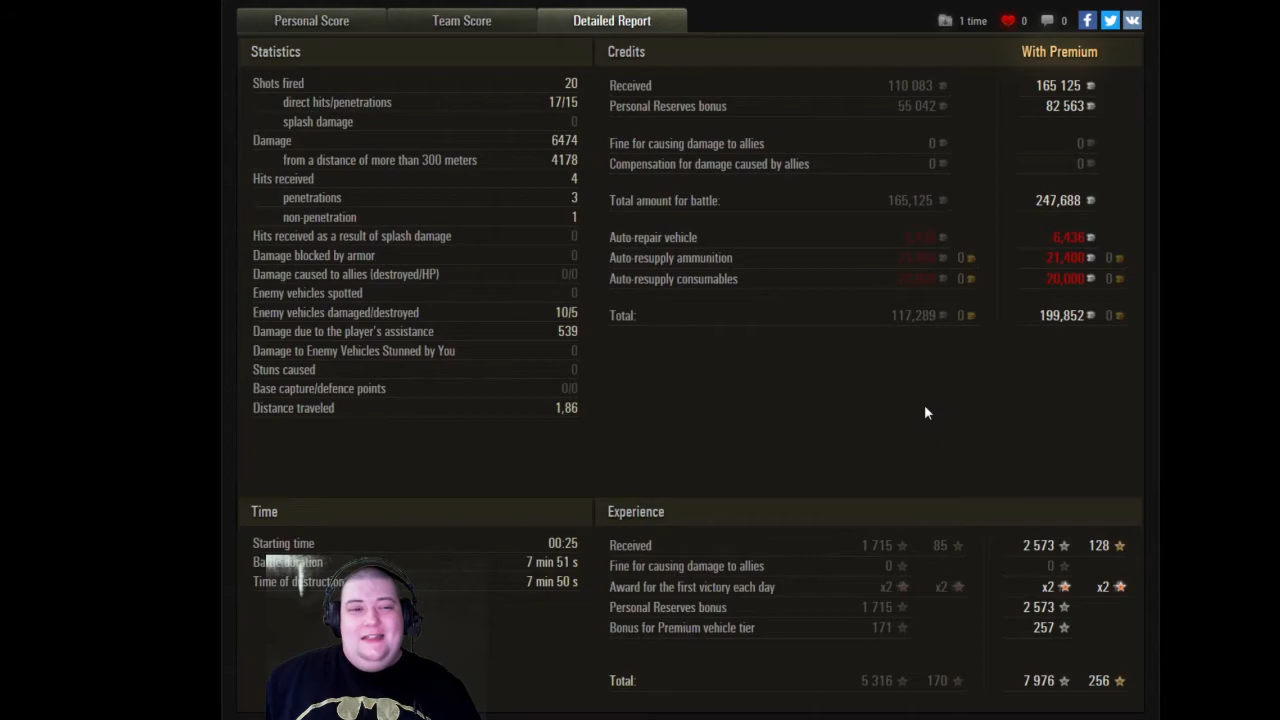 Personal Score Team Score Detailed Report 1 time 0 0
Statistics
Shots fired 20
direct hits/penetrations 17/15
splash damage 0
Damage 6474
from a distance of more than 300 meters 4178
Hits received 4
penetrations 3
non-penetration 1
Hits received as a result of splash damage 0
Damage blocked by armor 0
Damage caused to allies (destroyed/HP) 0/0
Enemy vehicles spotted 0
Enemy vehicles damaged/destroyed 10/5
Damage due to the player's assistance 539
Damage to Enemy Vehicles Stunned by You 0
Stuns caused 0
Base capture/defence points 0/0
Distance traveled 1,86
Credits With Premium
Received 110 083 165 125
Personal Reserves bonus 55 042 82 563
Fine for causing damage to allies 0 0
Compensation for damage caused by allies 0 0
Total amount for battle: 165,125 247,688
Auto-repair vehicle 6,436
Auto-resupply ammunition 0 21,400 0
Auto-resupply consumables 0 20,000 0
Total: 117,289 0 199,852 0
Time
Starting time 00:25
Battle duration 7 min 51 s
Time of destruction 7 min 50 s
Experience
Received 1 715 85 2 573 128
Fine for causing damage to allies 0 0
Award for the first victory each day x2 x2 x2 x2
Personal Reserves bonus 1 715 2 573
Bonus for Premium vehicle tier 171 257
Total: 5 316 170 7 976 256